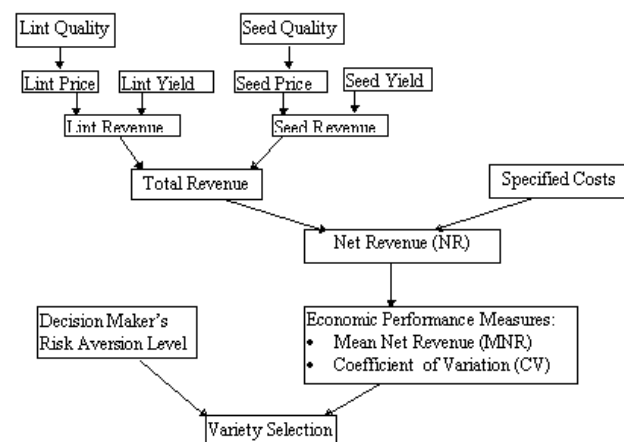 Lint Quality
Seed Quality
Lint Price
Lint Yield
Seed Price
Seed Yield
Lint Revenue
Seed Revenue
Total Revenue
Specified Costs
Net Revenue (NR)
Decision Maker's
Risk Aversion Level
Economic Performance Measures:
• Mean Net Revenue (MNR)
• Coefficient of Variation (CV)
Variety Selection